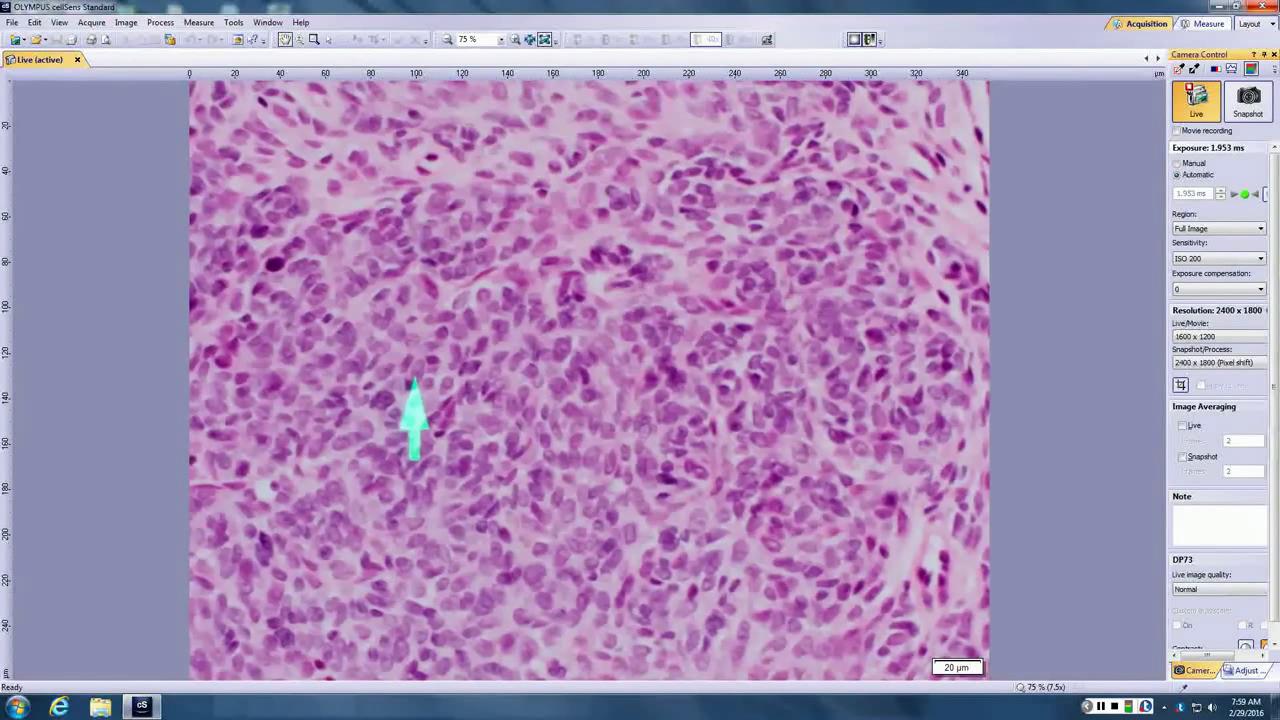 OLYMPUS cellSens Standard
File Edit View Acquire Image Process Measure Tools Window Help
Acquisition Measure Layout
75 %
40x
Live (active)
0 20 40 60 80 100 120 140 160 180 200 220 240 260 280 300 320 340 µm
20
40
60
80
100
120
140
160
180
200
220
240
µm
Camera Control
Live Snapshot
Movie recording
Exposure: 1.953 ms
Manual
Automatic
1.953 ms
Region:
Full Image
Sensitivity:
ISO 200
Exposure compensation:
0
Resolution: 2400 x 1800
Live/Movie:
1600 x 1200
Snapshot/Process:
2400 x 1800 (Pixel shift)
Image Averaging
Live
2
Snapshot
2
Note
DP73
Live image quality:
Normal
Cin R
Camer... Adjust ...
20 µm
Ready
75 % (7.5x)
cS
7:59 AM
2/29/2016